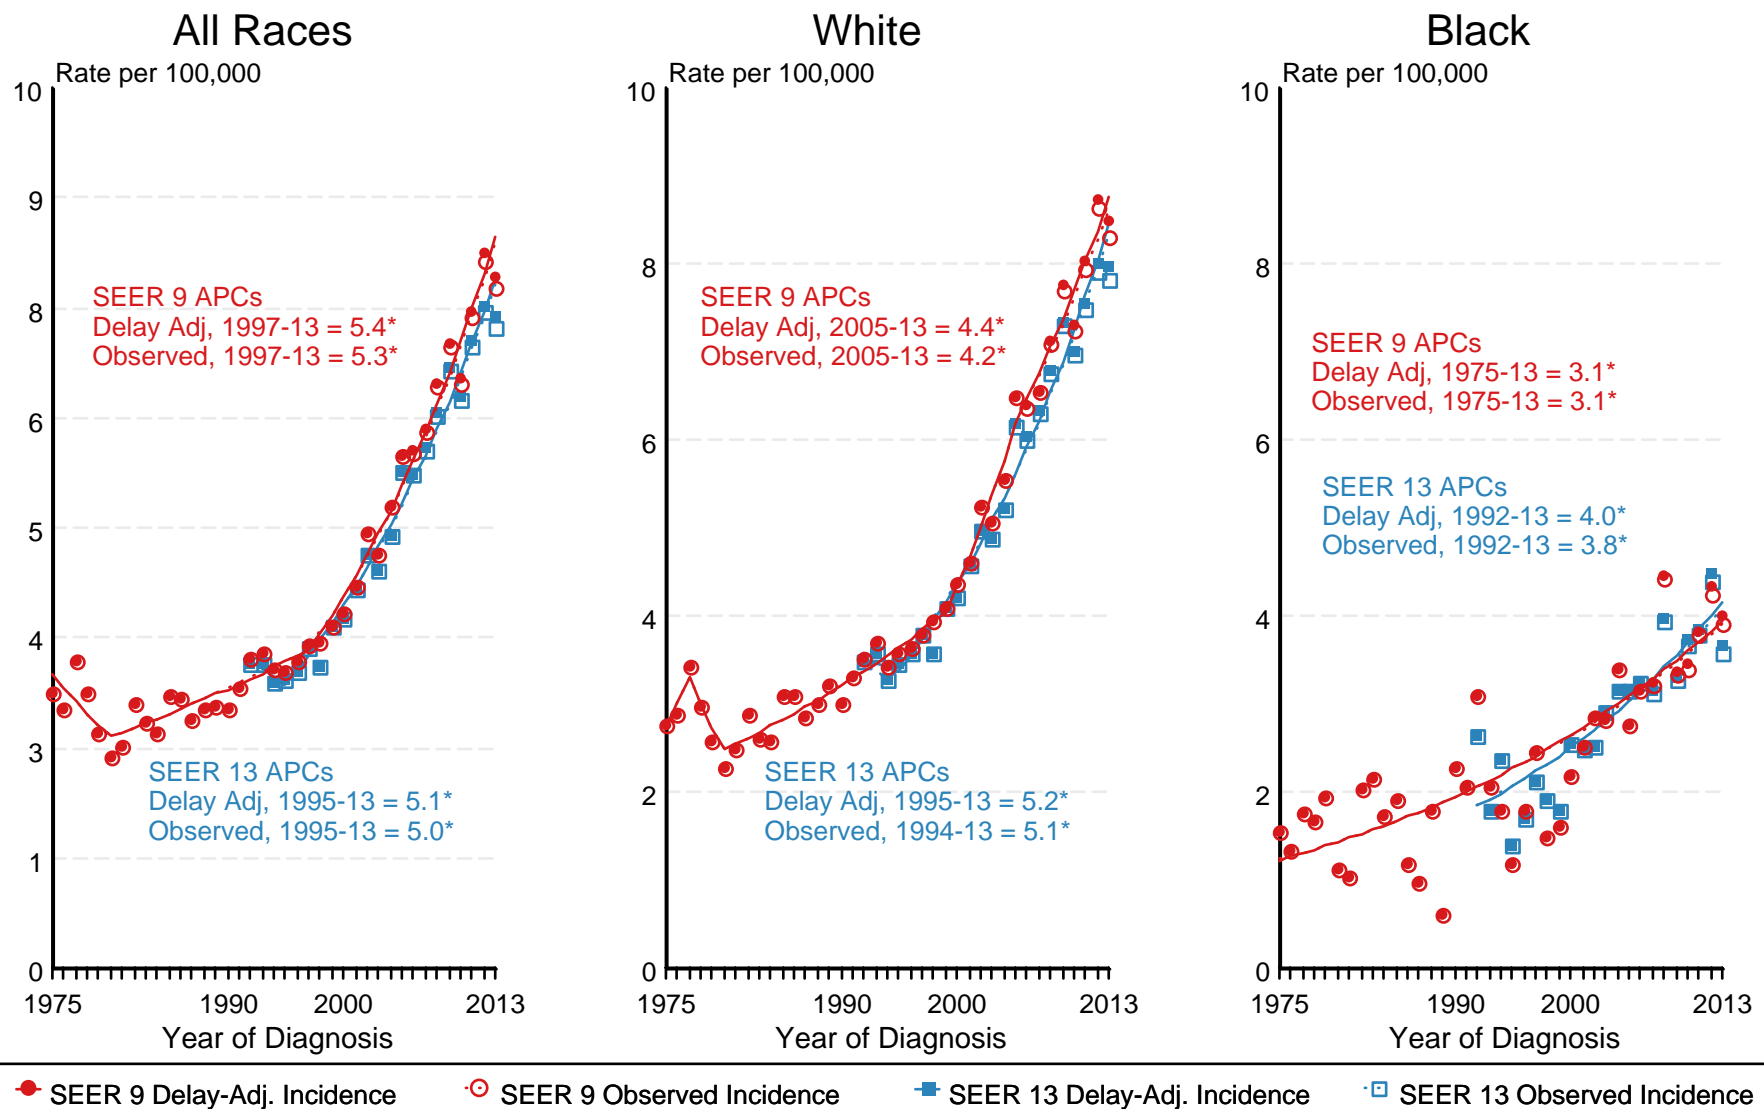 All Races
Rate per 100,000
10
9
8
6
5
4
3
1
0
SEER 9 APCs
Delay Adj, 1997-13 = 5.4*
Observed, 1997-13 = 5.3*
SEER 13 APCs
Delay Adj, 1995-13 = 5.1*
Observed, 1995-13 = 5.0*
1975
1990
2000
2013
Year of Diagnosis
White
Rate per 100,000
10
8
6
4
2
0
SEER 9 APCs
Delay Adj, 2005-13 = 4.4*
Observed, 2005-13 = 4.2*
SEER 13 APCs
Delay Adj, 1995-13 = 5.2*
Observed, 1994-13 = 5.1*
1975
1990
2000
2013
Year of Diagnosis
Black
Rate per 100,000
10
8
6
4
2
0
SEER 9 APCs
Delay Adj, 1975-13 = 3.1*
Observed, 1975-13 = 3.1*
SEER 13 APCs
Delay Adj, 1992-13 = 4.0*
Observed, 1992-13 = 3.8*
1975
1990
2000
2013
Year of Diagnosis
SEER 9 Delay-Adj. Incidence
SEER 9 Observed Incidence
SEER 13 Delay-Adj. Incidence
SEER 13 Observed Incidence